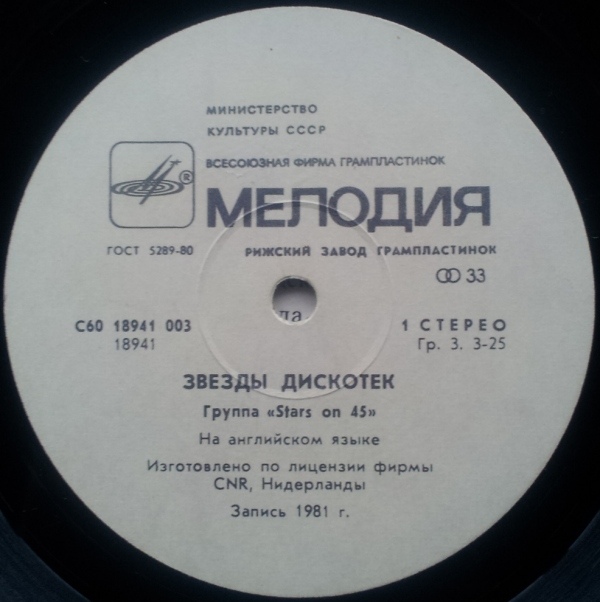 МИНИСТЕРСТВО
КУЛЬТУРЫ СССР
ВСЕСОЮЗНАЯ ФИРМА ГРАМПЛАСТИНОК
®
МЕЛОДИЯ
ГОСТ 5289-80
РИЖСКИЙ ЗАВОД ГРАМПЛАСТИНОК
33
С60 18941 003
18941
ла
1 СТЕРЕО
Гр. 3. 3-25
ЗВЕЗДЫ ДИСКОТЕК
Группа «Stars on 45»
На английском языке
Изготовлено по лицензии фирмы
CNR, Нидерланды
Запись 1981 г.